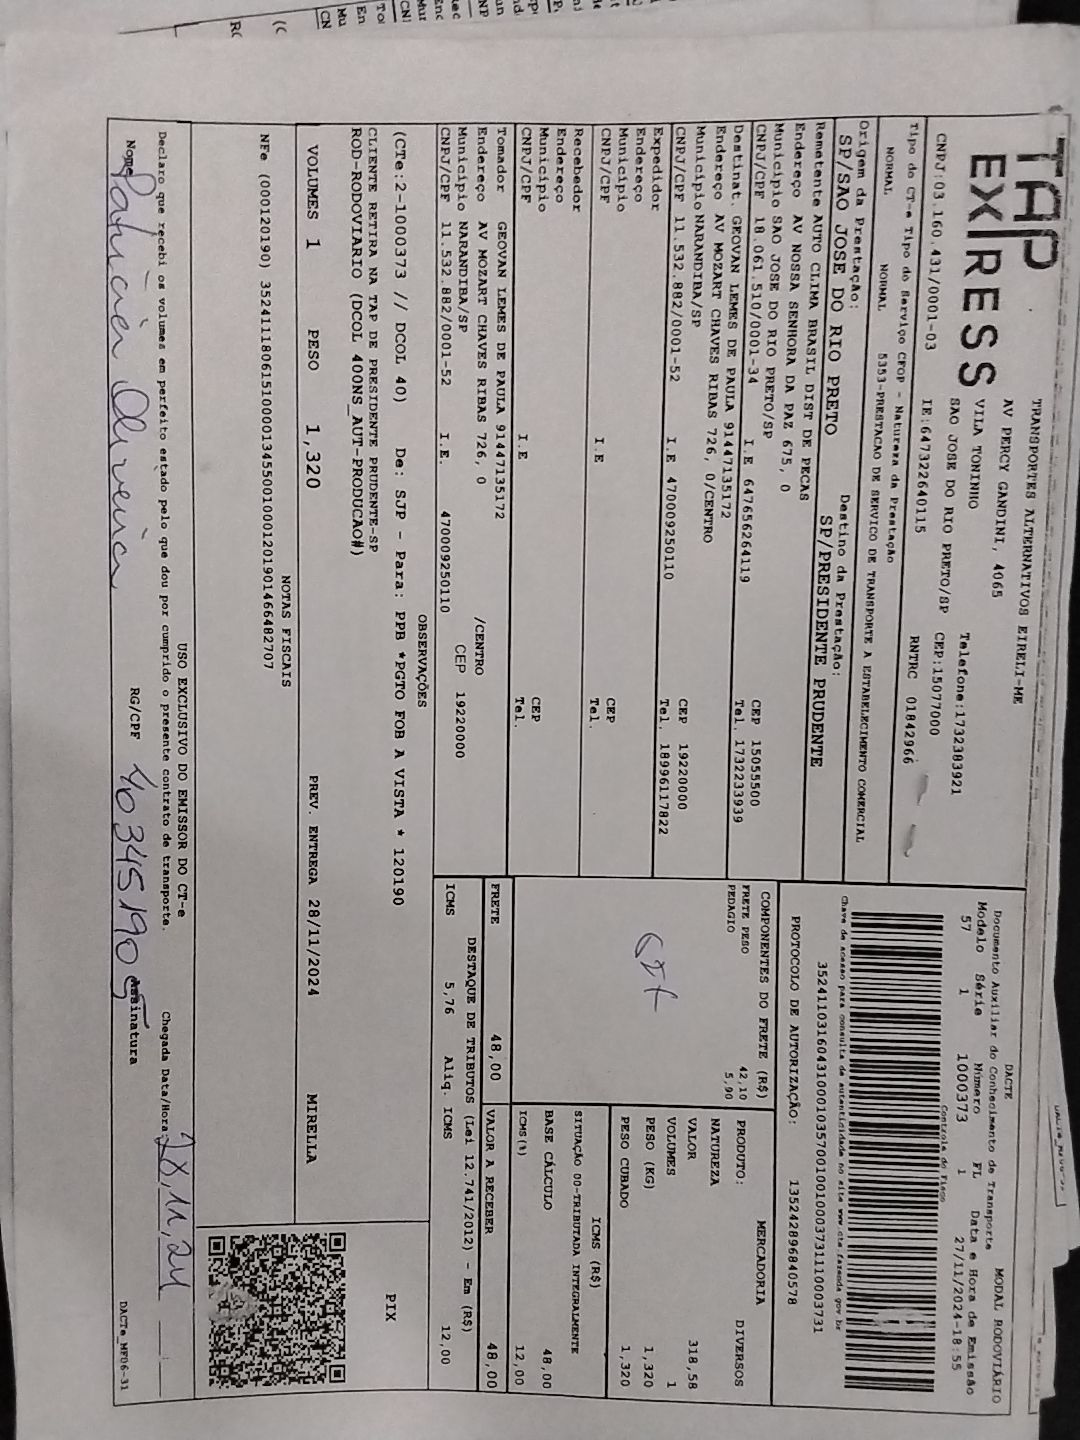 TAP
EXPRESS
TRANSPORTES ALTERNATIVOS EIRELI-ME
AV PERCY GANDINI, 4065
VILA TONINHO
SAO JOSE DO RIO PRETO/SP
Telefone:1732383921
CEP:15077000
CNPJ:03.160.431/0001-03
IE:647322640115
RNTRC 01842966
Tipo do CT-e Tipo do Serviço CFOP - Natureza da Prestação
NORMAL NORMAL 5353-PRESTACAO DE SERVICO DE TRANSPORTE A ESTABELECIMENTO COMERCIAL
Origem da Prestação: Destino da Prestação:
SP/SAO JOSE DO RIO PRETO SP/PRESIDENTE PRUDENTE
Remetente AUTO CLIMA BRASIL DIST DE PECAS
Endereço AV NOSSA SENHORA DA PAZ 675, 0
Município SAO JOSE DO RIO PRETO/SP CEP 15055500
CNPJ/CPF 18.061.510/0001-34 I.E 647656264119 Tel. 1732233939
Destinat. GEOVAN LEMES DE PAULA 91447135172
Endereço AV MOZART CHAVES RIBAS 726, 0/CENTRO
Município NARANDIBA/SP CEP 19220000
CNPJ/CPF 11.532.882/0001-52 I.E 470009250110 Tel. 18996117822
Expedidor
Endereço
Município CEP
CNPJ/CPF I.E Tel.
Recebedor
Endereço
Município CEP
CNPJ/CPF I.E Tel.
Tomador GEOVAN LEMES DE PAULA 91447135172
Endereço AV MOZART CHAVES RIBAS 726, 0 /CENTRO
Município NARANDIBA/SP CEP 19220000
CNPJ/CPF 11.532.882/0001-52 I.E. 470009250110
DACTE
Documento Auxiliar do Conhecimento de Transporte MODAL RODOVIÁRIO
Modelo Série Número FL Data e Hora de Emissão
57 1 1000373 1 27/11/2024-18:55
Controle do Fisco
Chave de acesso para consulta de autenticidade no site www.cte.fazenda.gov.br
35241103160431000103570010010003731110003731
PROTOCOLO DE AUTORIZAÇÃO: 135242896840578
COMPONENTES DO FRETE (R$)
FRETE PESO 42,10
PEDAGIO 5,90
MERCADORIA
PRODUTO: DIVERSOS
NATUREZA
VALOR 318,58
VOLUMES 1
PESO (KG) 1,320
PESO CUBADO 1,320
ICMS (R$)
SITUAÇÃO 00-TRIBUTADA INTEGRALMENTE
BASE CÁLCULO 48,00
ICMS(%) 12,00
FRETE 48,00 VALOR A RECEBER 48,00
DESTAQUE DE TRIBUTOS (Lei 12.741/2012) - Em (R$)
ICMS 5,76 Aliq. ICMS 12,00
OBSERVAÇÕES
(CTe:2-1000373 // DCOL 40) De: SJP - Para: PPB *PGTO FOB A VISTA * 120190
CLIENTE RETIRA NA TAP DE PRESIDENTE PRUDENTE-SP
ROD-RODOVIARIO (DCOL 400NS_AUT-PRODUCAO#)
PIX
VOLUMES 1 PESO 1,320 PREV. ENTREGA 28/11/2024 MIRELLA
NOTAS FISCAIS
NFe (000120190) 35241118061510000134550010001201901466482707
USO EXCLUSIVO DO EMISSOR DO CT-e
Declaro que recebi os volumes em perfeito estado pelo que dou por cumprido o presente contrato de transporte. Chegada Data/Hora: 28,11,24
Nome Patricia Oliveira RG/CPF 403451905 Assinatura
DACTe_MF06-31